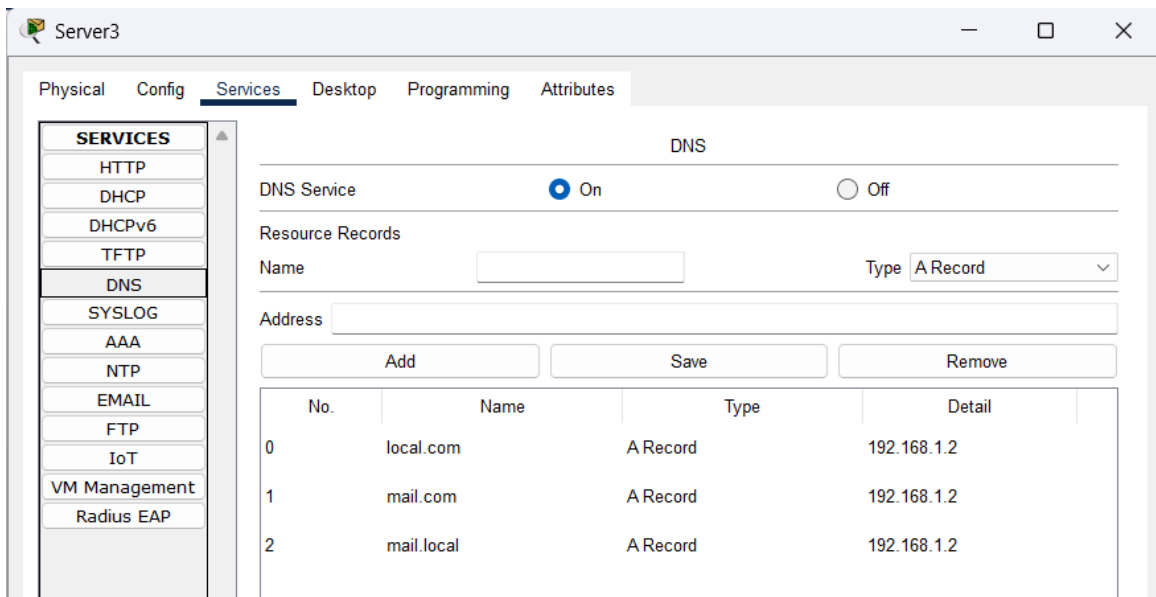 Server3
Physical Config Services Desktop Programming Attributes
SERVICES
HTTP
DHCP
DHCPv6
TFTP
DNS
SYSLOG
AAA
NTP
EMAIL
FTP
IoT
VM Management
Radius EAP
DNS
DNS Service On Off
Resource Records
Name Type A Record
Address
Add Save Remove
No. Name Type Detail
0 local.com A Record 192.168.1.2
1 mail.com A Record 192.168.1.2
2 mail.local A Record 192.168.1.2